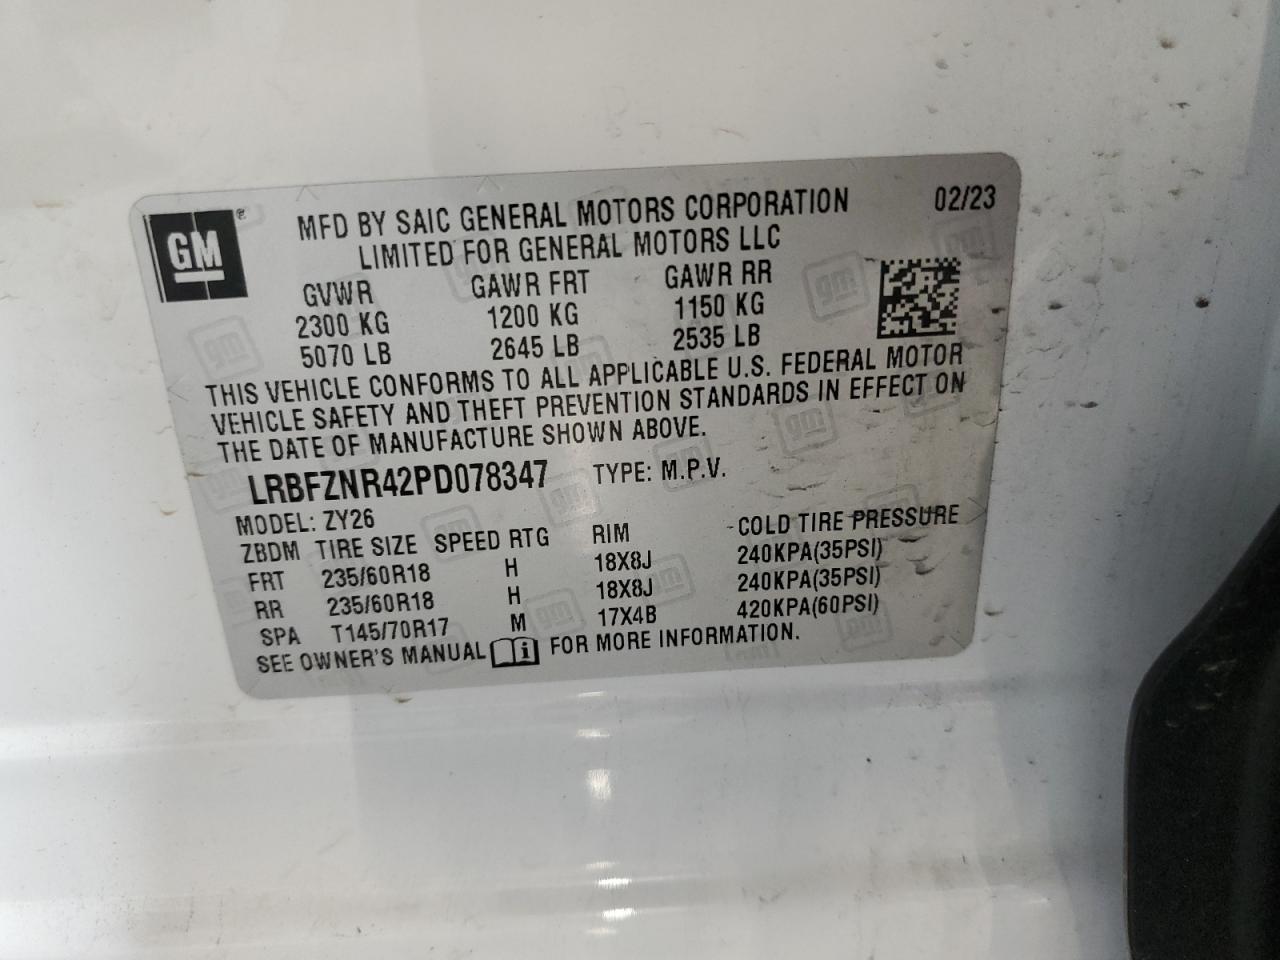 GM ®
MFD BY SAIC GENERAL MOTORS CORPORATION 02/23
LIMITED FOR GENERAL MOTORS LLC
GVWR GAWR FRT GAWR RR
2300 KG 1200 KG 1150 KG
5070 LB 2645 LB 2535 LB
THIS VEHICLE CONFORMS TO ALL APPLICABLE U.S. FEDERAL MOTOR
VEHICLE SAFETY AND THEFT PREVENTION STANDARDS IN EFFECT ON
THE DATE OF MANUFACTURE SHOWN ABOVE.
LRBFZNR42PD078347 TYPE: M.P.V.
MODEL: ZY26
ZBDM TIRE SIZE SPEED RTG RIM COLD TIRE PRESSURE
FRT 235/60R18 H 18X8J 240KPA(35PSI)
RR 235/60R18 H 18X8J 240KPA(35PSI)
SPA T145/70R17 M 17X4B 420KPA(60PSI)
SEE OWNER'S MANUAL i FOR MORE INFORMATION.